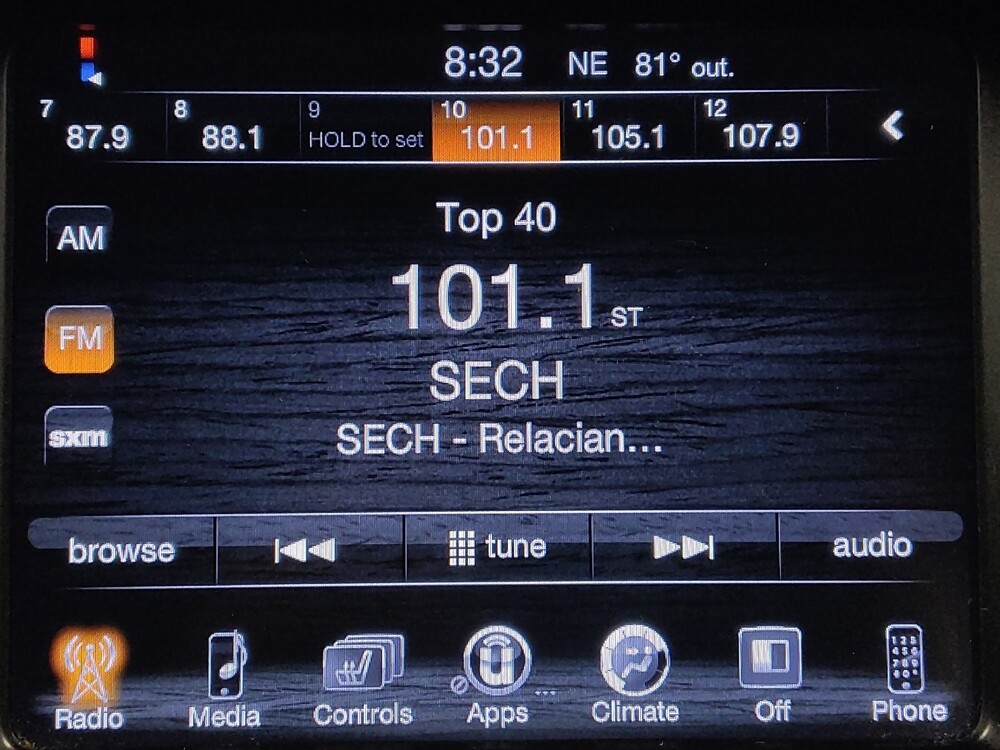 8:32 NE 81° out.
7 8 9 10 11 12
87.9 88.1 HOLD to set 101.1 105.1 107.9
AM
Top 40
101.1 ST
FM
SECH
sxm
SECH - Relacian...
browse tune audio
Radio Media Controls Apps Climate Off Phone